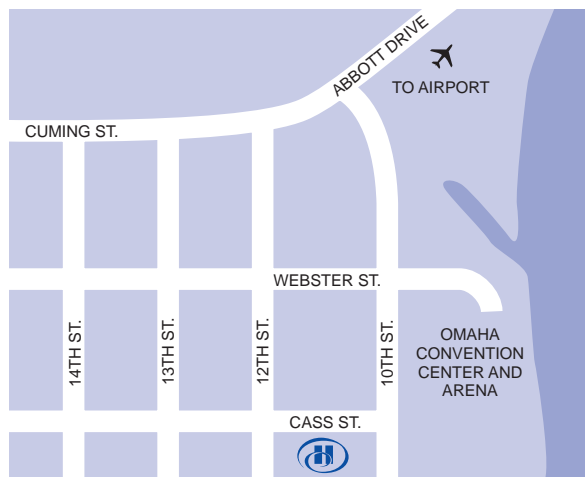 ABBOTT DRIVE
TO AIRPORT
CUMING ST.
WEBSTER ST.
14TH ST.
13TH ST.
12TH ST.
10TH ST.
OMAHA
CONVENTION
CENTER AND
ARENA
CASS ST.
H